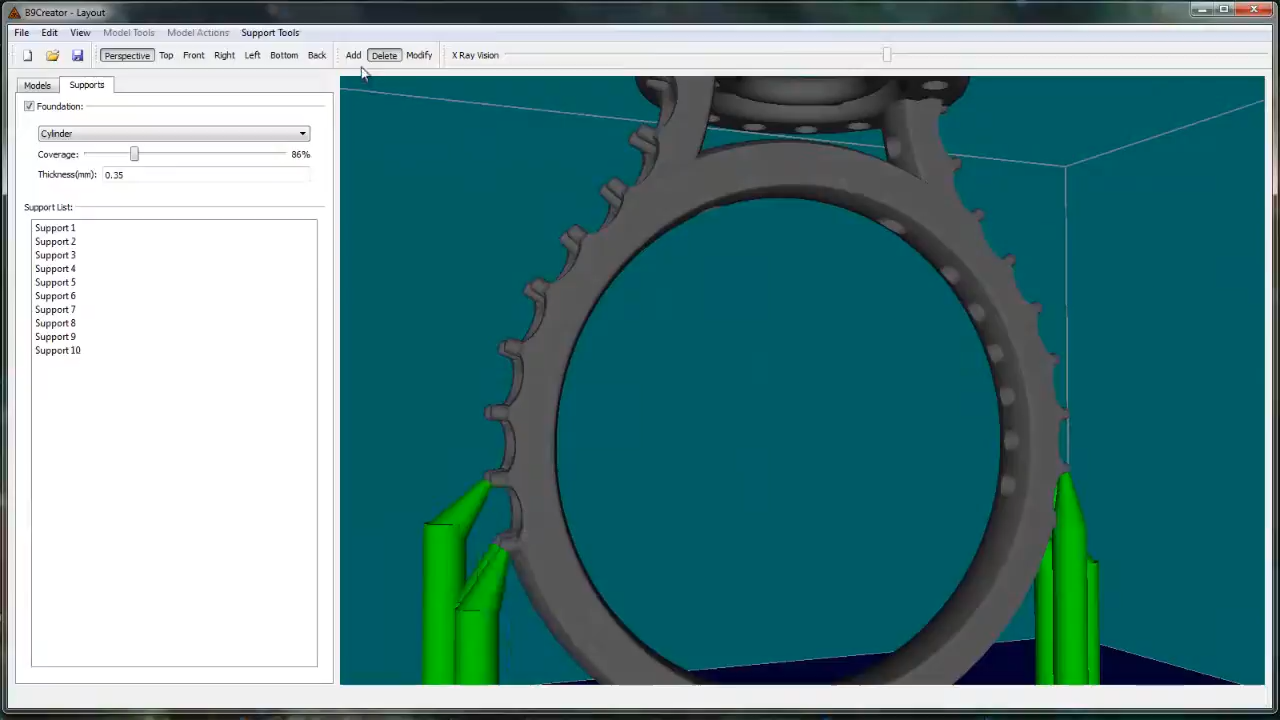 B9Creator - Layout
File Edit View Model Tools Model Actions Support Tools
Perspective Top Front Right Left Bottom Back Add Delete Modify X Ray Vision
Models Supports
Foundation:
Cylinder
Coverage: 86%
Thickness(mm): 0.35
Support List:
Support 1
Support 2
Support 3
Support 4
Support 5
Support 6
Support 7
Support 8
Support 9
Support 10